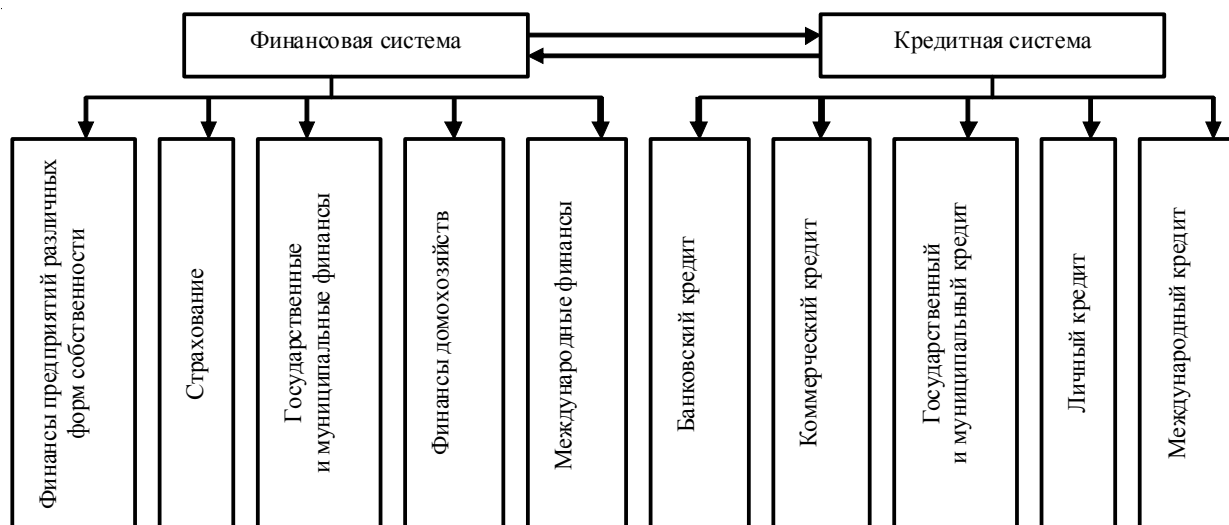 Финансовая система
Кредитная система
Финансы предприятий различных
форм собственности
Страхование
Государственные
и муниципальные финансы
Финансы домохозяйств
Международные финансы
Банковский кредит
Коммерческий кредит
Государственный
и муниципальный кредит
Личный кредит
Международный кредит